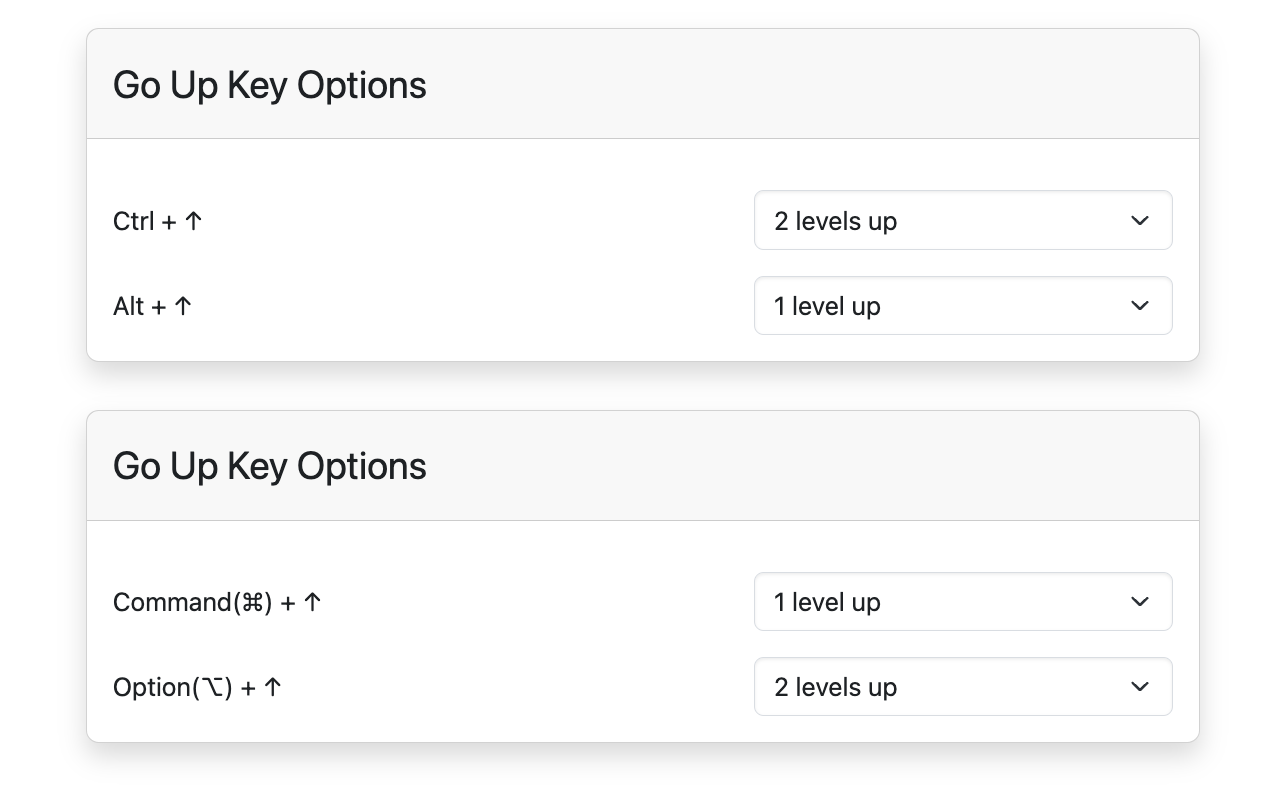 Go Up Key Options
Ctrl + ↑
2 levels up
Alt + ↑
1 level up
Go Up Key Options
Command(⌘) + ↑
1 level up
Option(⌥) + ↑
2 levels up